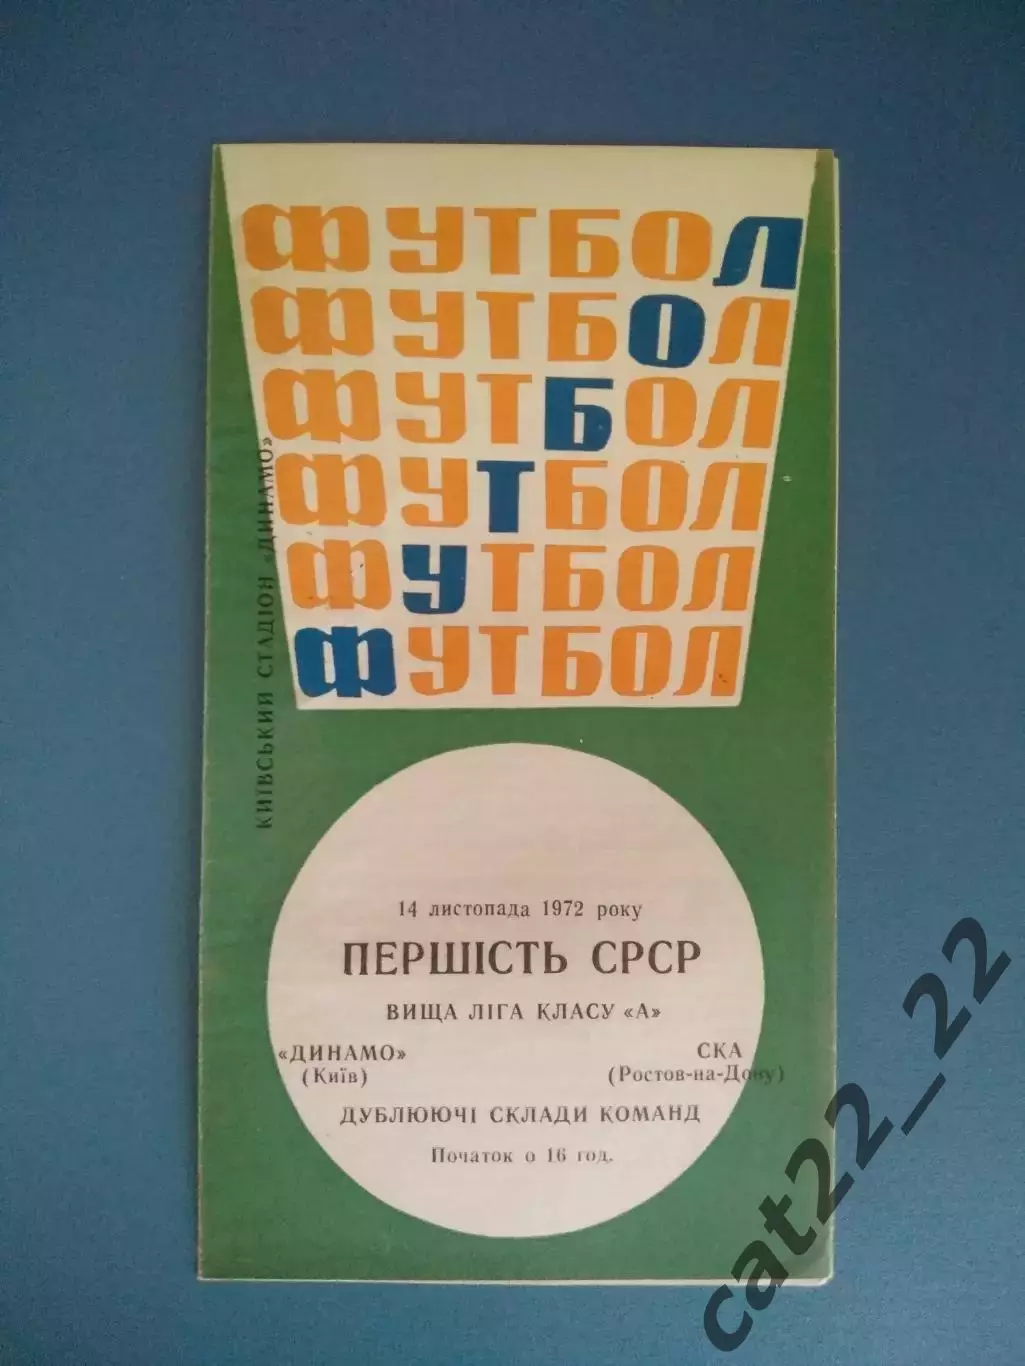 ФУТБОЛ
ФУТБОЛ
ФУТБОЛ
ФУТБОЛ
ФУТБОЛ
ФУТБОЛ
КИЇВСЬКИЙ СТАДІОН «ДИНАМО»
14 листопада 1972 року
ПЕРШІСТЬ СРСР
ВИЩА ЛІГА КЛАСУ «А»
«ДИНАМО» СКА
(Київ) (Ростов-на-Дону)
ДУБЛЮЮЧІ СКЛАДИ КОМАНД
Початок о 16 год.
cat22_22